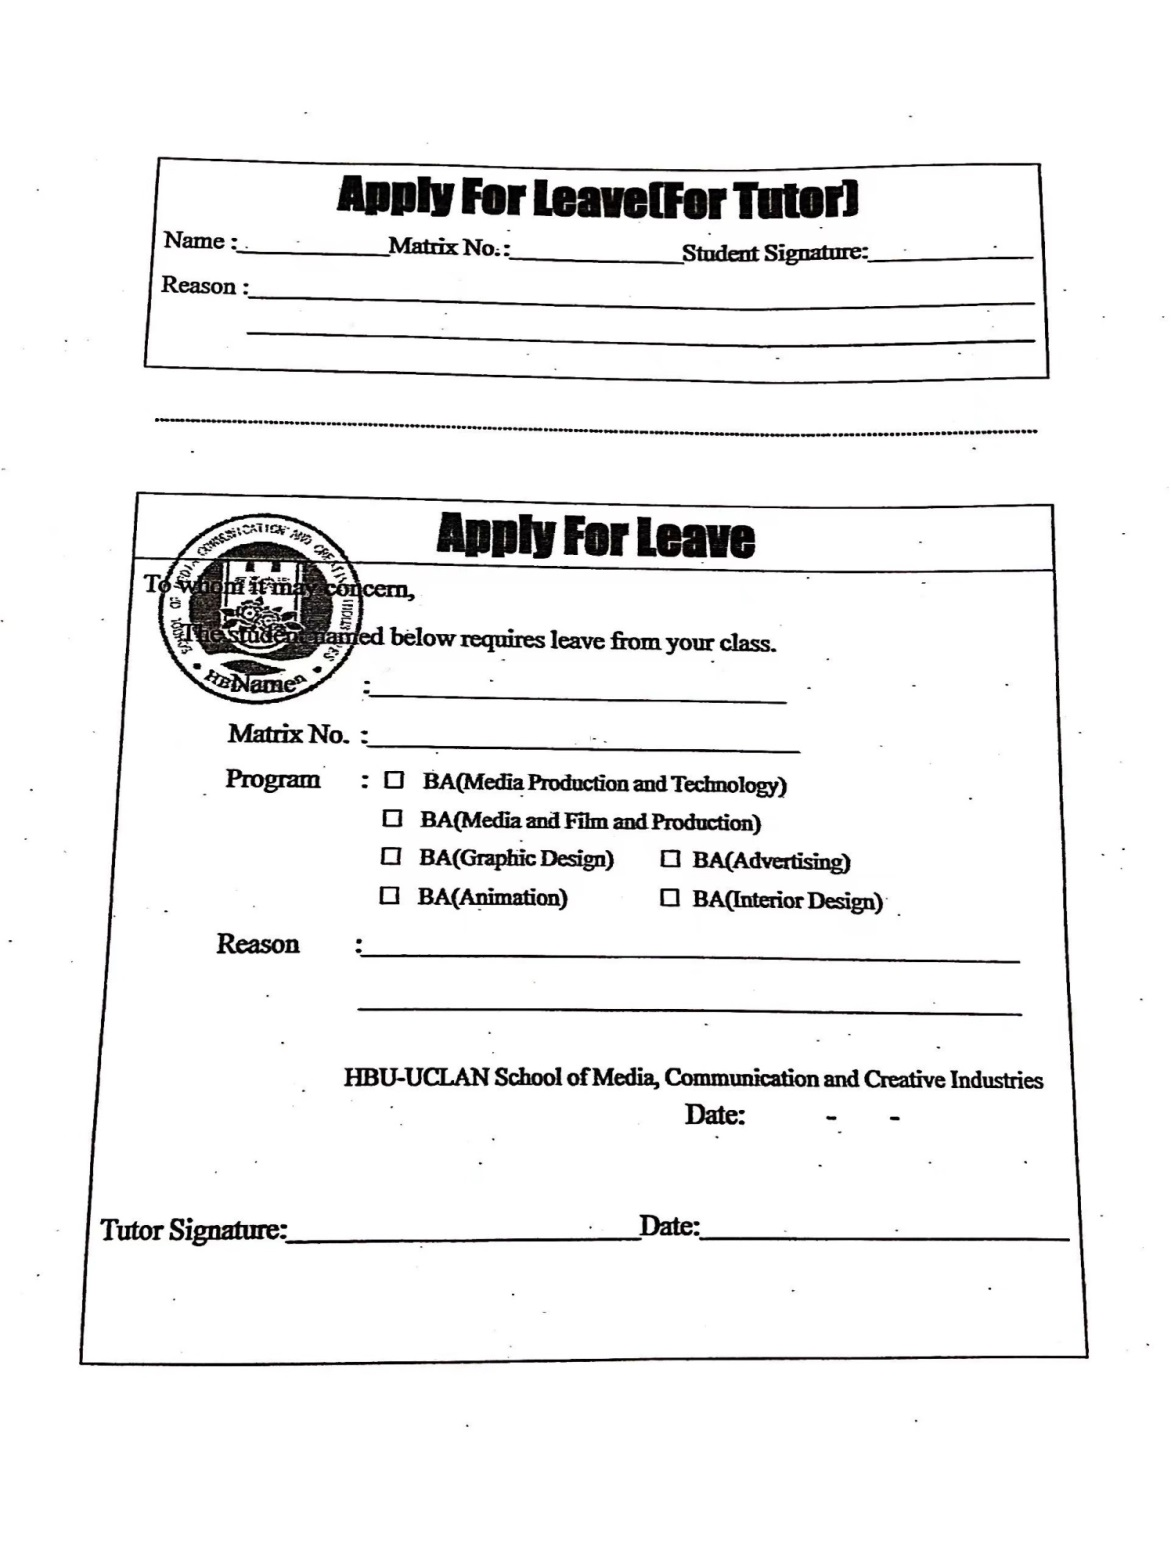 Apply For Leave(For Tutor)
Name : Matrix No.: Student Signature:
Reason :
Apply For Leave
To whom it may concern,
The student named below requires leave from your class.
Name :
Matrix No. :
Program : □ BA(Media Production and Technology)
□ BA(Media and Film and Production)
□ BA(Graphic Design) □ BA(Advertising)
□ BA(Animation) □ BA(Interior Design)
Reason :
HBU-UCLAN School of Media, Communication and Creative Industries
Date: - -
Tutor Signature: Date: